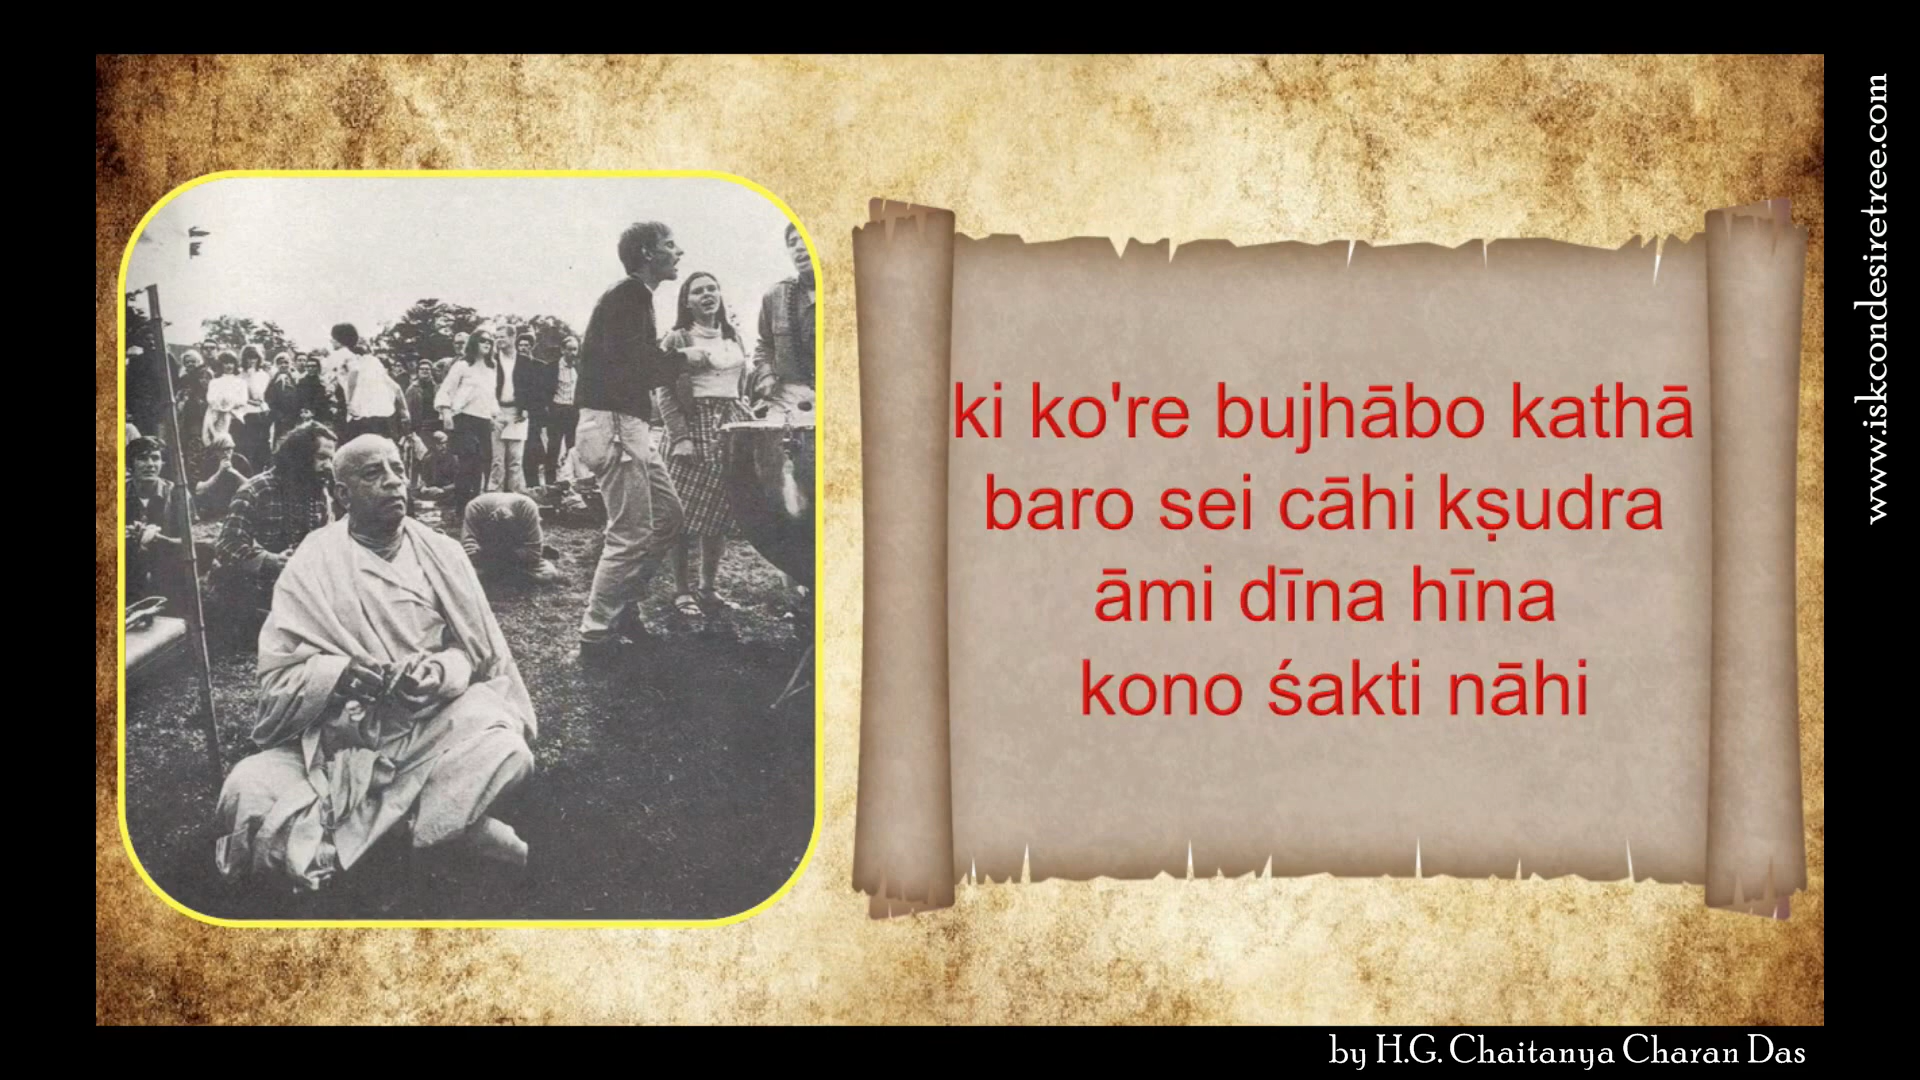 ki ko're bujhābo kathā
baro sei cāhi kṣudra
āmi dīna hīna
kono śakti nāhi
www.iskcondesiretree.com
by H.G. Chaitanya Charan Das